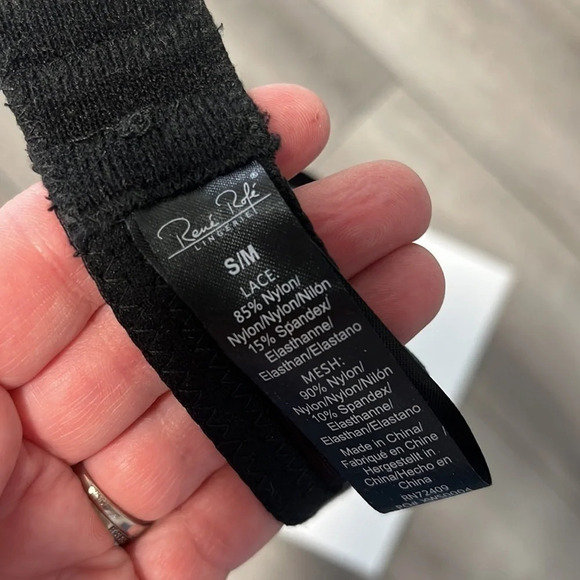 René Rofé
LINGERIE
S/M
LACE:
85% Nylon/
Nylon/Nylon/Nilón
15% Spandex/
Elasthanne/
Elasthan/Elastano
MESH:
90% Nylon/
Nylon/Nylon/Nilón
10% Spandex/
Elasthanne/
Elasthan/Elastano
Made in China/
Fabriqué en Chine
Hergestellt in
China/Hecho en
China
RN72409